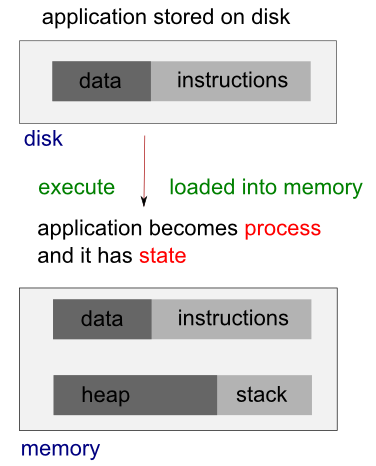 application stored on disk
data instructions
disk
execute loaded into memory
application becomes process
and it has state
data instructions
heap stack
memory